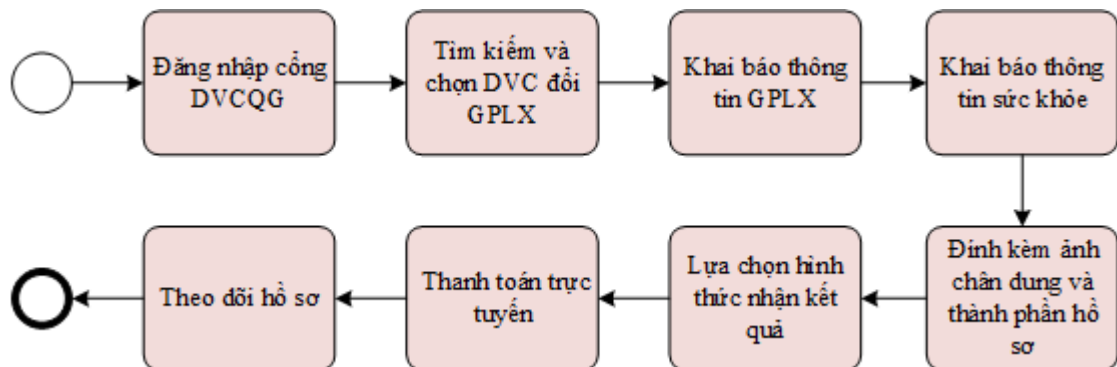 Đăng nhập cổng
DVCQG
Tìm kiếm và
chọn DVC đổi
GPLX
Khai báo thông
tin GPLX
Khai báo thông
tin sức khỏe
Đính kèm ảnh
chân dung và
thành phần hồ
sơ
Lựa chọn hình
thức nhận kết
quả
Thanh toán trực
tuyến
Theo dõi hồ sơ